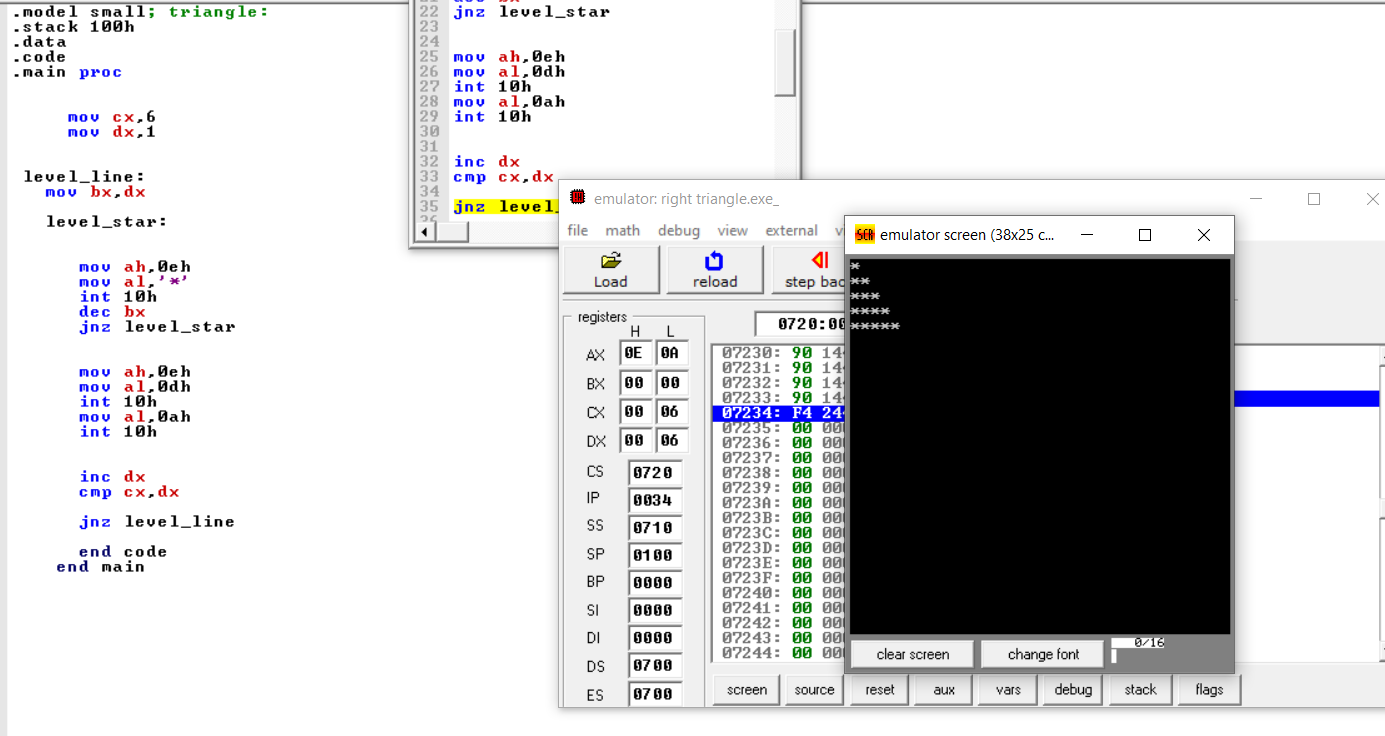 .model small; triangle:
.stack 100h
.data
.code
.main proc
mov cx,6
mov dx,1
level_line:
mov bx,dx
level_star:
mov ah,0eh
mov al,'*'
int 10h
dec bx
jnz level_star
mov ah,0eh
mov al,0dh
int 10h
mov al,0ah
int 10h
inc dx
cmp cx,dx
jnz level_line
end code
end main
22 jnz level_star
23
24
25 mov ah,0eh
26 mov al,0dh
27 int 10h
28 mov al,0ah
29 int 10h
30
31
32 inc dx
33 cmp cx,dx
34
35 jnz level_
emulator: right triangle.exe_
file math debug view external
Load reload step bac
registers
H L
AX 0E 0A
BX 00 00
CX 00 06
DX 00 06
CS 0720
IP 0034
SS 0710
SP 0100
BP 0000
SI 0000
DI 0000
DS 0700
ES 0700
0720:00
07230: 90 14
07231: 90 14
07232: 90 14
07233: 90 14
07234: F4 24
07235: 00 00
07236: 00 00
07237: 00 00
07238: 00 00
07239: 00 00
0723A: 00 00
0723B: 00 00
0723C: 00 00
0723D: 00 00
0723E: 00 00
0723F: 00 00
07240: 00 00
07241: 00 00
07242: 00 00
07243: 00 00
07244: 00 00
screen source reset aux vars debug stack flags
emulator screen (38x25 c...
*
**
***
****
*****
clear screen change font 0/16